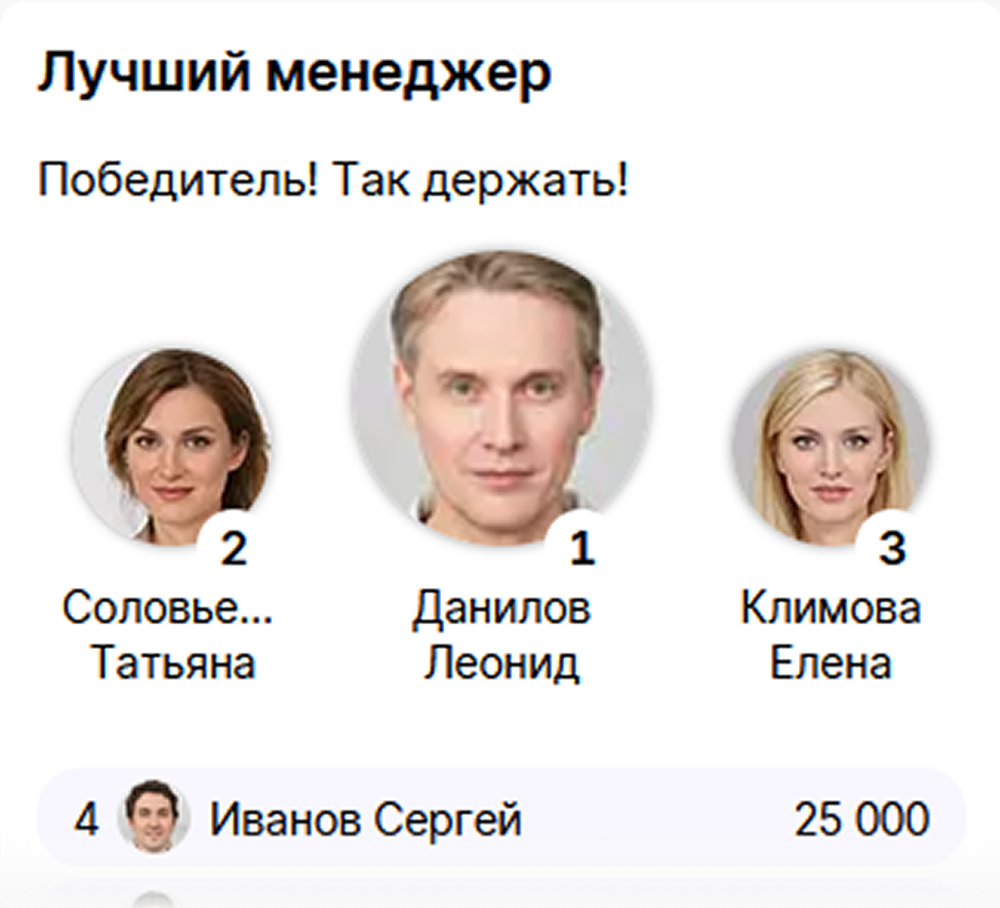 Лучший менеджер
Победитель! Так держать!
2
1
3
Соловье...
Татьяна
Данилов
Леонид
Климова
Елена
4 Иванов Сергей 25 000